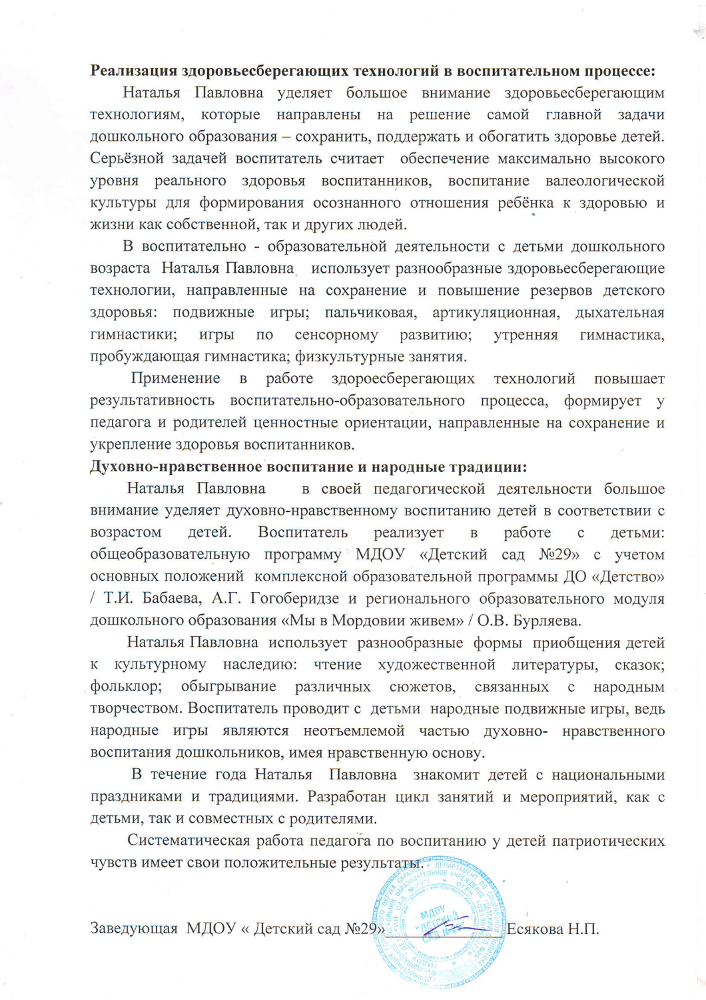 Реализация здоровьесберегающих технологий в воспитательном процессе:
Наталья Павловна уделяет большое внимание здоровьесберегающим
технологиям, которые направлены на решение самой главной задачи
дошкольного образования – сохранить, поддержать и обогатить здоровье детей.
Серьёзной задачей воспитатель считает обеспечение максимально высокого
уровня реального здоровья воспитанников, воспитание валеологической
культуры для формирования осознанного отношения ребёнка к здоровью и
жизни как собственной, так и других людей.
В воспитательно - образовательной деятельности с детьми дошкольного
возраста Наталья Павловна использует разнообразные здоровьесберегающие
технологии, направленные на сохранение и повышение резервов детского
здоровья: подвижные игры; пальчиковая, артикуляционная, дыхательная
гимнастики; игры по сенсорному развитию; утренняя гимнастика,
пробуждающая гимнастика; физкультурные занятия.
Применение в работе здороесберегающих технологий повышает
результативность воспитательно-образовательного процесса, формирует у
педагога и родителей ценностные ориентации, направленные на сохранение и
укрепление здоровья воспитанников.
Духовно-нравственное воспитание и народные традиции:
Наталья Павловна в своей педагогической деятельности большое
внимание уделяет духовно-нравственному воспитанию детей в соответствии с
возрастом детей. Воспитатель реализует в работе с детьми:
общеобразовательную программу МДОУ «Детский сад №29» с учетом
основных положений комплексной образовательной программы ДО «Детство»
/ Т.И. Бабаева, А.Г. Гогоберидзе и регионального образовательного модуля
дошкольного образования «Мы в Мордовии живем» / О.В. Бурляева.
Наталья Павловна использует разнообразные формы приобщения детей
к культурному наследию: чтение художественной литературы, сказок;
фольклор; обыгрывание различных сюжетов, связанных с народным
творчеством. Воспитатель проводит с детьми народные подвижные игры, ведь
народные игры являются неотъемлемой частью духовно- нравственного
воспитания дошкольников, имея нравственную основу.
В течение года Наталья Павловна знакомит детей с национальными
праздниками и традициями. Разработан цикл занятий и мероприятий, как с
детьми, так и совместных с родителями.
Систематическая работа педагога по воспитанию у детей патриотических
чувств имеет свои положительные результаты.
Заведующая МДОУ « Детский сад №29»_____________Есякова Н.П.
МДОУ
"ДЕТСКИЙ
САД №29"